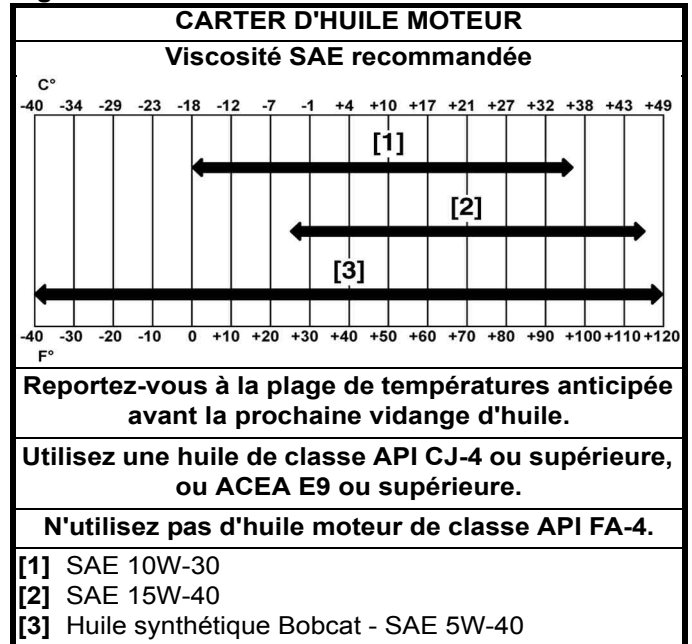 CARTER D'HUILE MOTEUR
Viscosité SAE recommandée
C°
-40 -34 -29 -23 -18 -12 -7 -1 +4 +10 +17 +21 +27 +32 +38 +43 +49
[1]
[2]
[3]
-40 -30 -20 -10 0 +10 +20 +30 +40 +50 +60 +70 +80 +90 +100 +110 +120
F°
Reportez-vous à la plage de températures anticipée
avant la prochaine vidange d'huile.
Utilisez une huile de classe API CJ-4 ou supérieure,
ou ACEA E9 ou supérieure.
N'utilisez pas d'huile moteur de classe API FA-4.
[1] SAE 10W-30
[2] SAE 15W-40
[3] Huile synthétique Bobcat - SAE 5W-40